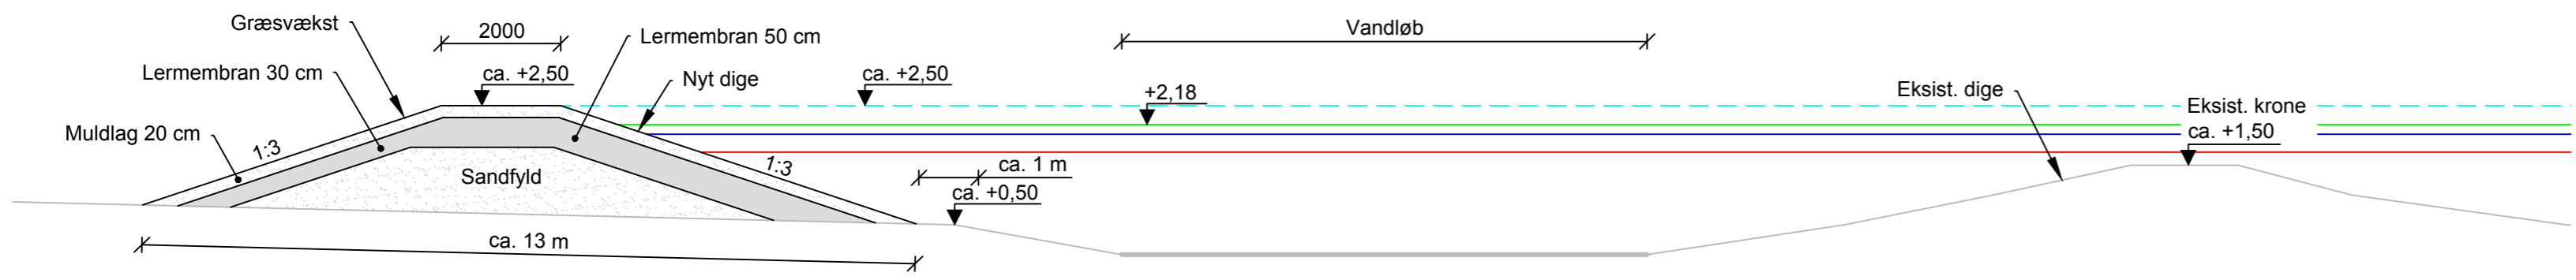 Græsvækst
2000
Lermembran 50 cm
Vandløb
Lermembran 30 cm
ca. +2,50
Nyt dige
ca. +2,50
+2,18
Eksist. dige
Eksist. krone
ca. +1,50
Muldlag 20 cm
1:3
Sandfyld
1:3
ca. 1 m
ca. +0,50
ca. 13 m